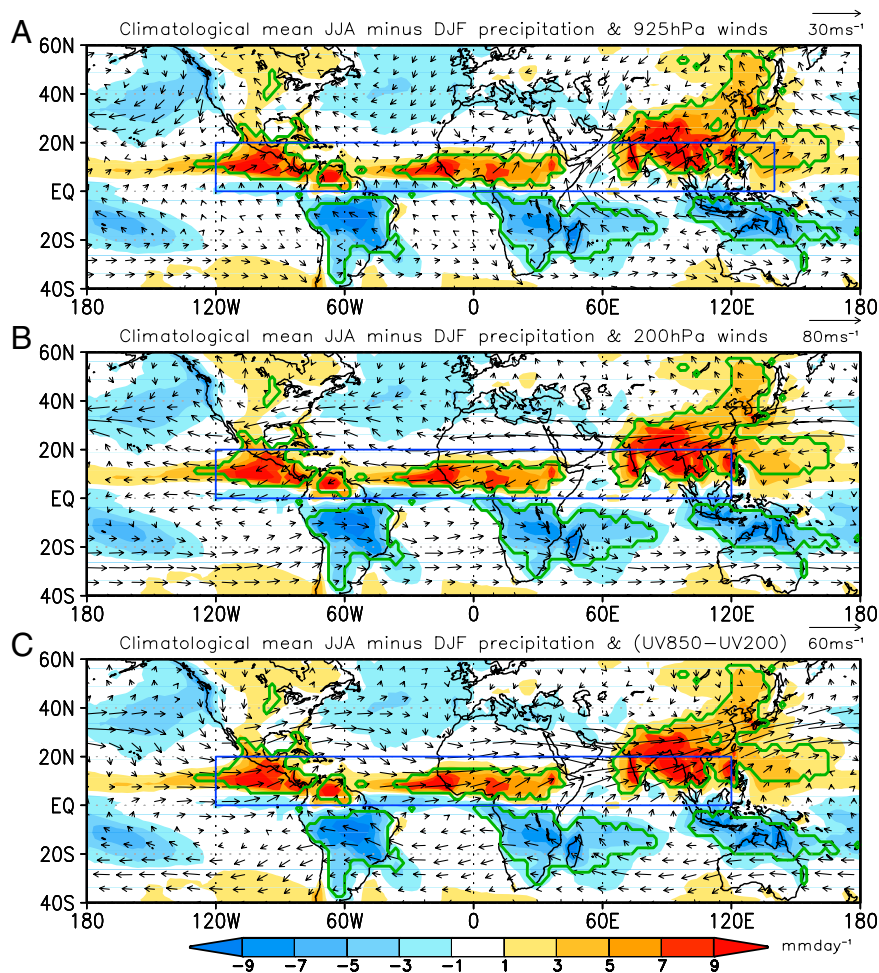 A
Climatological mean JJA minus DJF precipitation & 925hPa winds
30ms⁻¹
60N
40N
20N
EQ
20S
40S
180 120W 60W 0 60E 120E 180
B
Climatological mean JJA minus DJF precipitation & 200hPa winds
80ms⁻¹
60N
40N
20N
EQ
20S
40S
180 120W 60W 0 60E 120E 180
C
Climatological mean JJA minus DJF precipitation & (UV850−UV200)
60ms⁻¹
60N
40N
20N
EQ
20S
40S
180 120W 60W 0 60E 120E 180
−9 −7 −5 −3 −1 1 3 5 7 9 mmday⁻¹